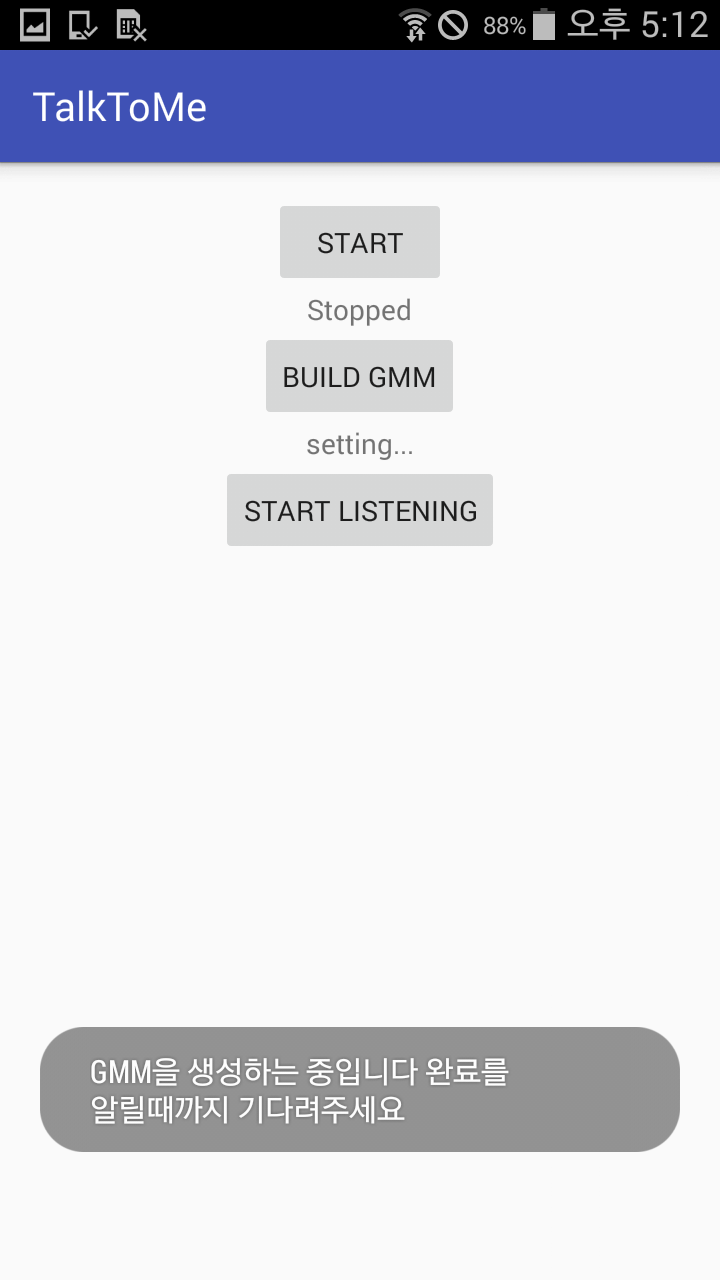 88% 오후 5:12
TalkToMe
START
Stopped
BUILD GMM
setting...
START LISTENING
GMM을 생성하는 중입니다 완료를
알릴때까지 기다려주세요